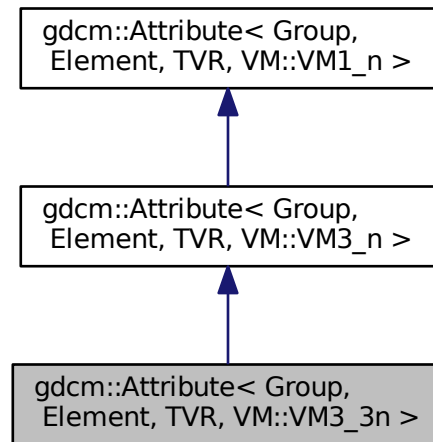 gdcm::Attribute< Group,
Element, TVR, VM::VM1_n >
gdcm::Attribute< Group,
Element, TVR, VM::VM3_n >
gdcm::Attribute< Group,
Element, TVR, VM::VM3_3n >